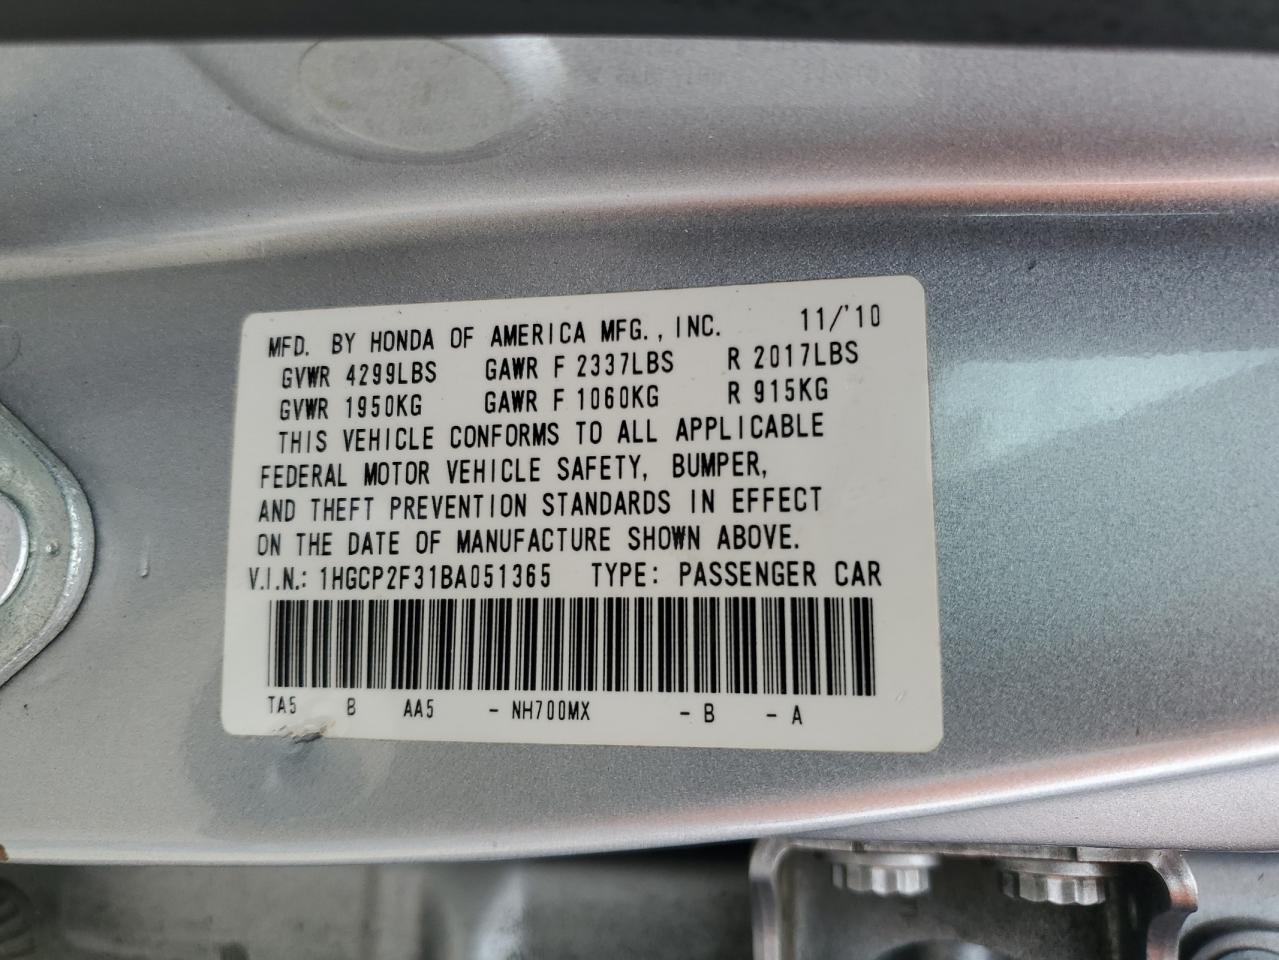 MFD. BY HONDA OF AMERICA MFG., INC. 11/'10
GVWR 4299LBS GAWR F 2337LBS R 2017LBS
GVWR 1950KG GAWR F 1060KG R 915KG
THIS VEHICLE CONFORMS TO ALL APPLICABLE
FEDERAL MOTOR VEHICLE SAFETY, BUMPER,
AND THEFT PREVENTION STANDARDS IN EFFECT
ON THE DATE OF MANUFACTURE SHOWN ABOVE.
V.I.N.: 1HGCP2F31BA051365 TYPE: PASSENGER CAR
TA5 B AA5 - NH700MX - B - A